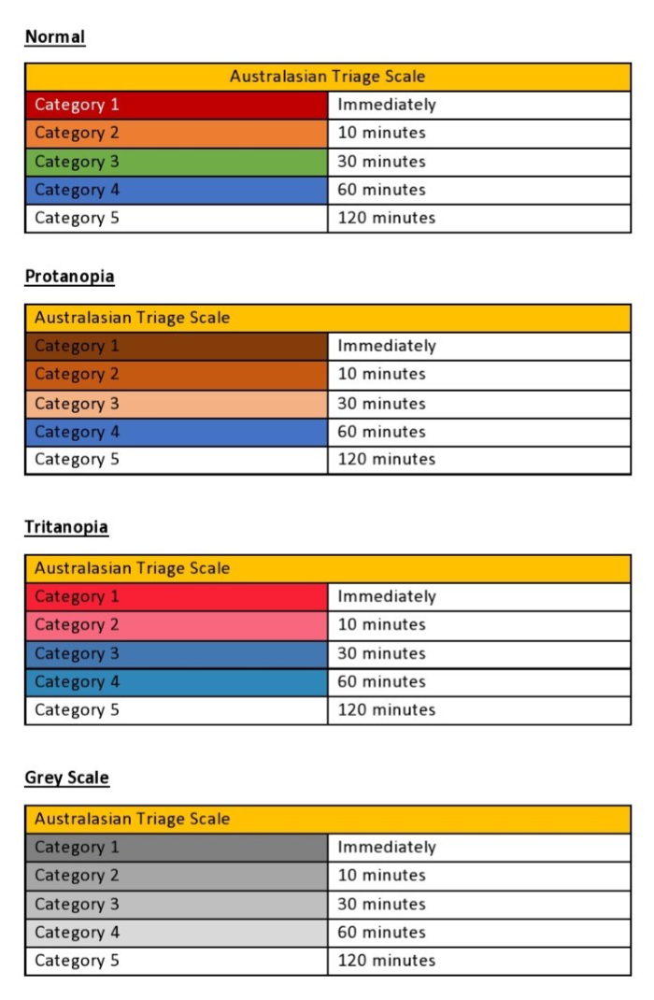 Normal
Australasian Triage Scale
Category 1 Immediately
Category 2 10 minutes
Category 3 30 minutes
Category 4 60 minutes
Category 5 120 minutes
Protanopia
Australasian Triage Scale
Category 1 Immediately
Category 2 10 minutes
Category 3 30 minutes
Category 4 60 minutes
Category 5 120 minutes
Tritanopia
Australasian Triage Scale
Category 1 Immediately
Category 2 10 minutes
Category 3 30 minutes
Category 4 60 minutes
Category 5 120 minutes
Grey Scale
Australasian Triage Scale
Category 1 Immediately
Category 2 10 minutes
Category 3 30 minutes
Category 4 60 minutes
Category 5 120 minutes